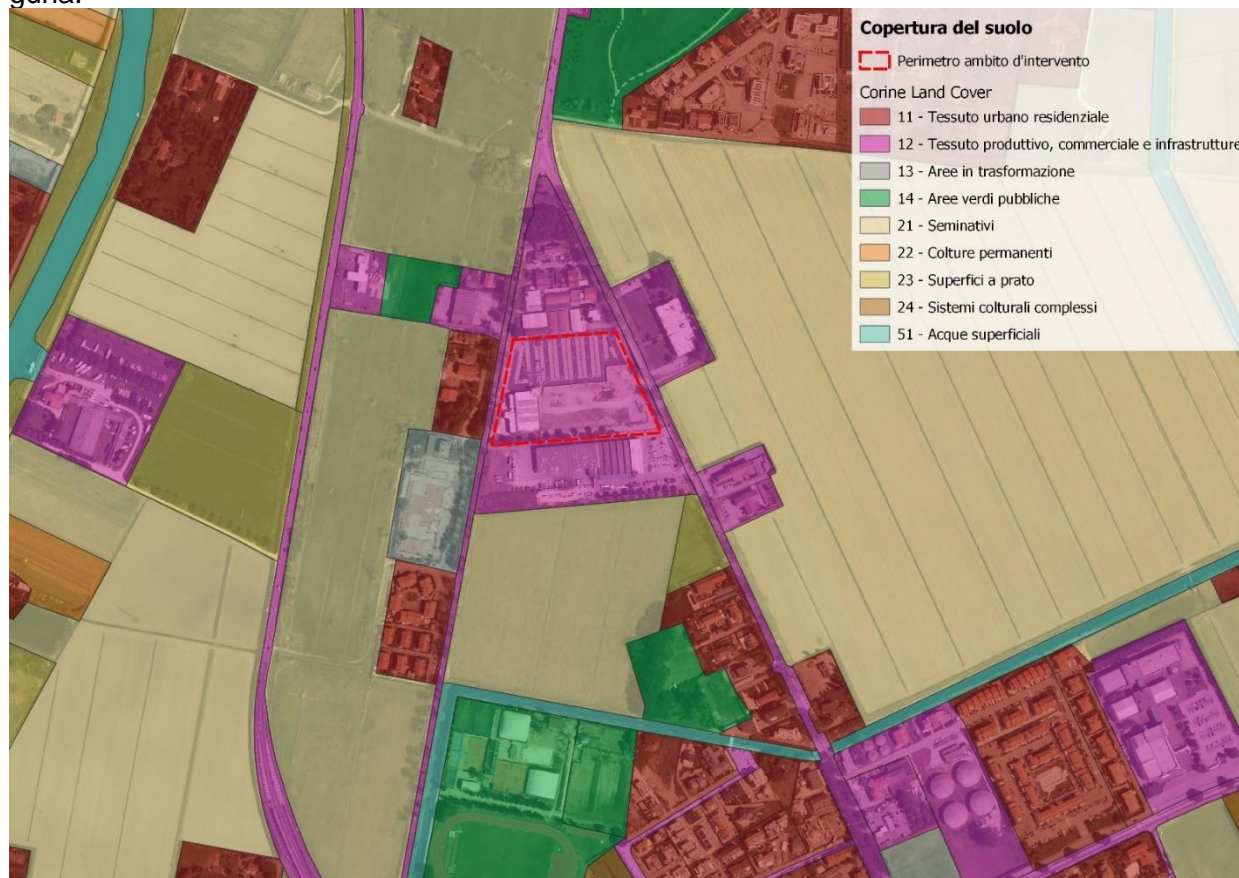 guna.
Copertura del suolo
Perimetro ambito d'intervento
Corine Land Cover
11 - Tessuto urbano residenziale
12 - Tessuto produttivo, commerciale e infrastrutture
13 - Aree in trasformazione
14 - Aree verdi pubbliche
21 - Seminativi
22 - Colture permanenti
23 - Superfici a prato
24 - Sistemi colturali complessi
51 - Acque superficiali